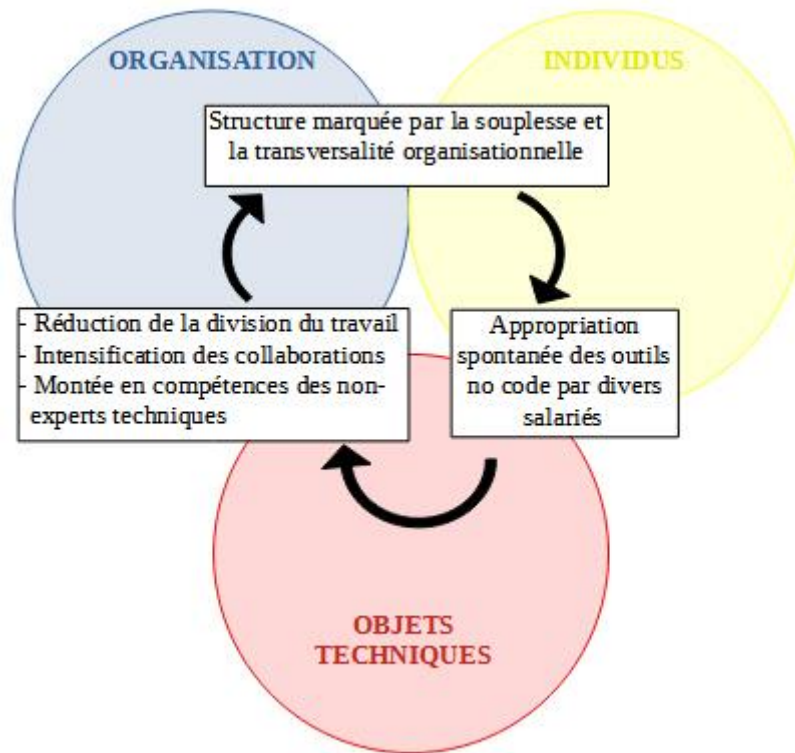 ORGANISATION
INDIVIDUS
Structure marquée par la souplesse et
la transversalité organisationnelle
- Réduction de la division du travail
- Intensification des collaborations
- Montée en compétences des non-
experts techniques
Appropriation
spontanée des outils
no code par divers
salariés
OBJETS
TECHNIQUES